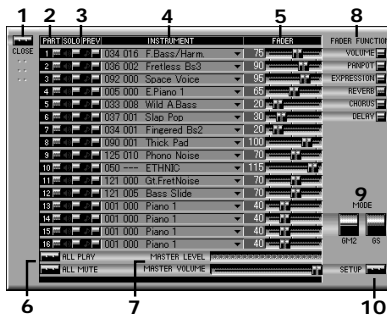 1 2 3 4 5 8
PART SOLO PREV INSTRUMENT FADER FADER FUNCTION
CLOSE
1 034 016 F.Bass/Harm. 75 VOLUME
2 036 002 Fretless Bs3 90 PANPOT
3 092 000 Space Voice 95 EXPRESSION
4 005 000 E.Piano 1 65 REVERB
5 033 008 Wild A.Bass 20 CHORUS
6 037 001 Slap Pop 30 DELAY
7 034 001 Fingered Bs2 20
8 090 001 Thick Pad 100
9 125 010 Phono Noise 70
10 050 --- ETHNIC 115
11 121 000 Gt.FretNoise 70
12 121 005 Bass Slide 70
13 001 000 Piano 1 40
14 001 000 Piano 1 40
15 001 000 Piano 1 40
16 001 000 Piano 1 40
9
MODE
GM2 GS
ALL PLAY MASTER LEVEL
ALL MUTE MASTER VOLUME SETUP
6 7 10